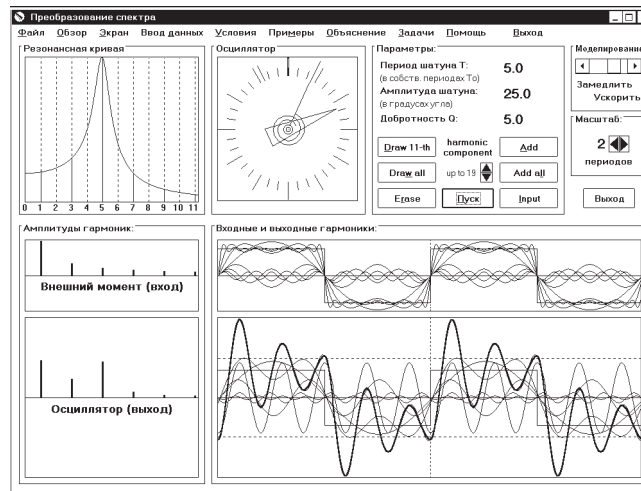 Преобразование спектра
Файл Обзор Экран Ввод данных Условия Примеры Объяснение Задачи Помощь Выход
Резонансная кривая
0 1 2 3 4 5 6 7 8 9 10 11
Осциллятор
Параметры:
Период шатуна T: 5.0
(в собств. периодах To)
Амплитуда шатуна: 25.0
(в градусах угла)
Добротность Q: 5.0
Draw 11-th harmonic component Add
Draw all up to 19 Add all
Erase Пуск Input
Моделирование
Замедлить
Ускорить
Масштаб:
2
периодов
Выход
Амплитуды гармоник:
Внешний момент (вход)
Осциллятор (выход)
Входные и выходные гармоники: